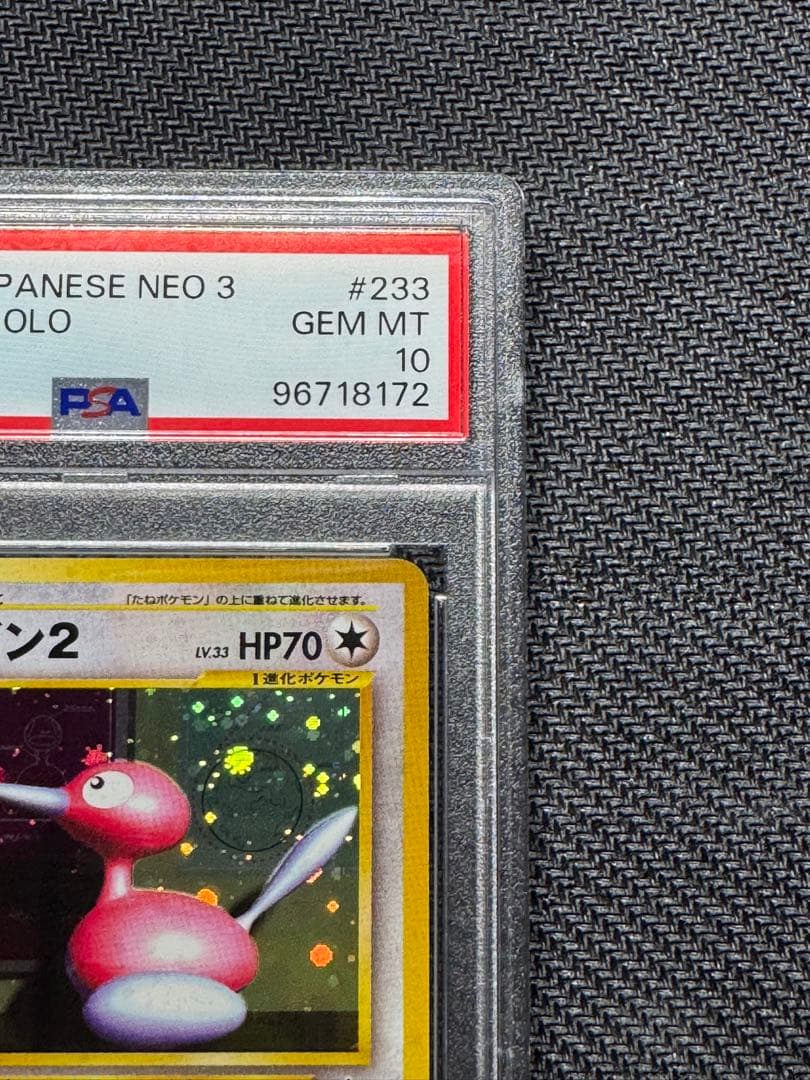 PANESE NEO 3 #233
OLO GEM MT
10
PSA 96718172
「たねポケモン」の上に重ねて進化させます。
ン2 LV.33 HP70
1進化ポケモン